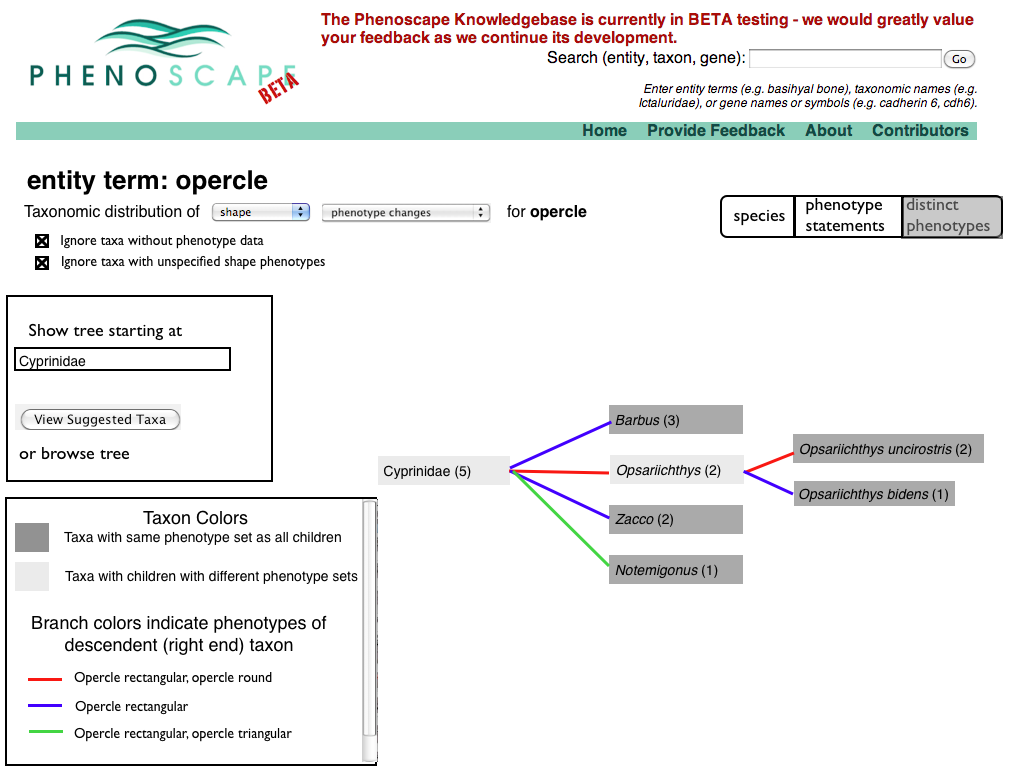 The Phenoscape Knowledgebase is currently in BETA testing - we would greatly value
your feedback as we continue its development.
PHENOSCAPE
BETA
Search (entity, taxon, gene):
Go
Enter entity terms (e.g. basihyal bone), taxonomic names (e.g.
Ictaluridae), or gene names or symbols (e.g. cadherin 6, cdh6).
Home Provide Feedback About Contributors
entity term: opercle
Taxonomic distribution of shape phenotype changes for opercle
species
phenotype
statements
distinct
phenotypes
Ignore taxa without phenotype data
Ignore taxa with unspecified shape phenotypes
Show tree starting at
Cyprinidae
View Suggested Taxa
or browse tree
Cyprinidae (5)
Barbus (3)
Opsariichthys (2)
Zacco (2)
Notemigonus (1)
Opsariichthys uncirostris (2)
Opsariichthys bidens (1)
Taxon Colors
Taxa with same phenotype set as all children
Taxa with children with different phenotype sets
Branch colors indicate phenotypes of
descendent (right end) taxon
Opercle rectangular, opercle round
Opercle rectangular
Opercle rectangular, opercle triangular